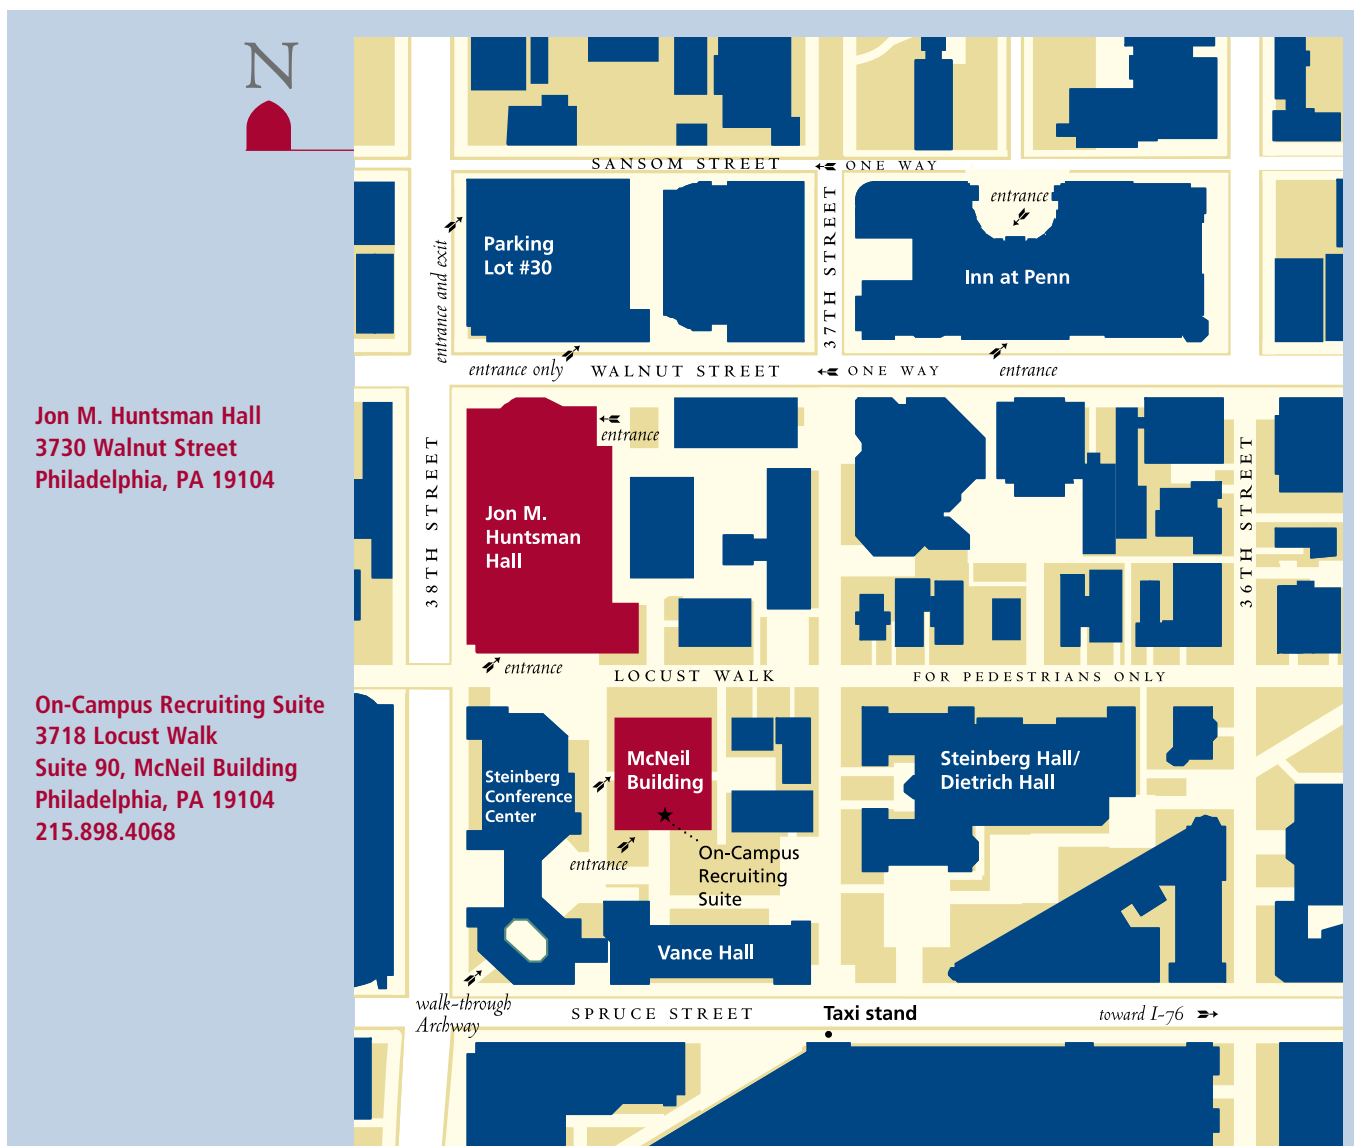 N
SANSOM STREET
ONE WAY
37TH STREET
entrance
Parking
Lot #30
Inn at Penn
entrance and exit
entrance only
WALNUT STREET
ONE WAY
entrance
Jon M. Huntsman Hall
3730 Walnut Street
Philadelphia, PA 19104
38TH STREET
entrance
36TH STREET
Jon M.
Huntsman
Hall
entrance
LOCUST WALK
FOR PEDESTRIANS ONLY
On-Campus Recruiting Suite
3718 Locust Walk
Suite 90, McNeil Building
Philadelphia, PA 19104
215.898.4068
Steinberg
Conference
Center
McNeil
Building
Steinberg Hall/
Dietrich Hall
entrance
On-Campus
Recruiting
Suite
Vance Hall
walk-through
Archway
SPRUCE STREET
Taxi stand
toward I-76